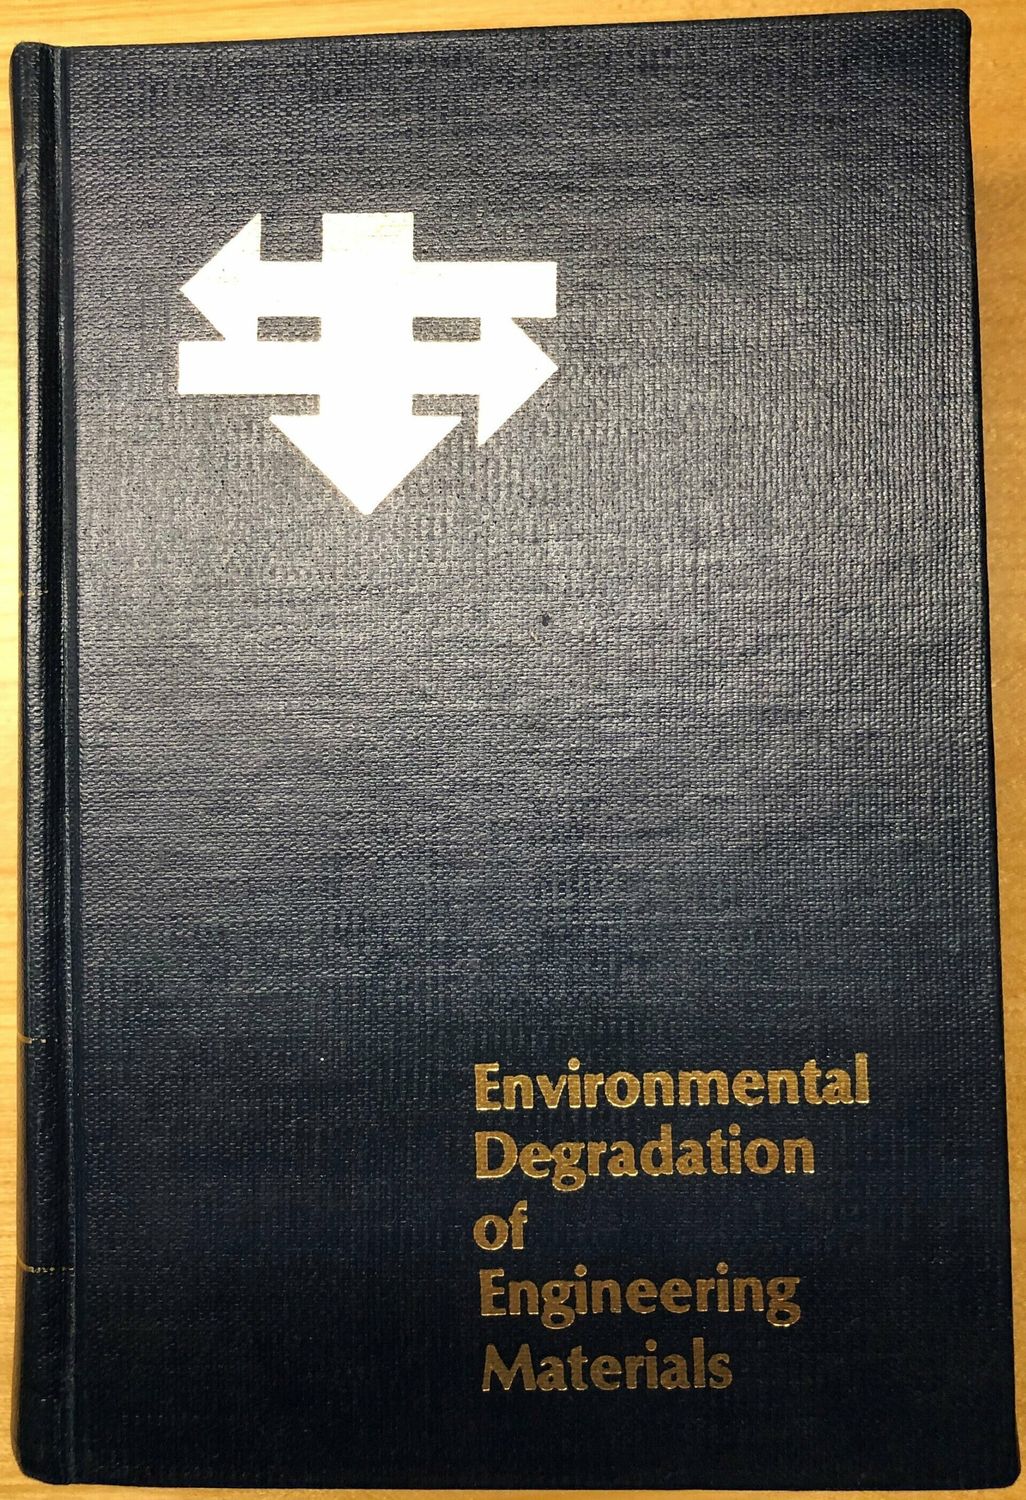 Environmental
Degradation
of
Engineering
Materials